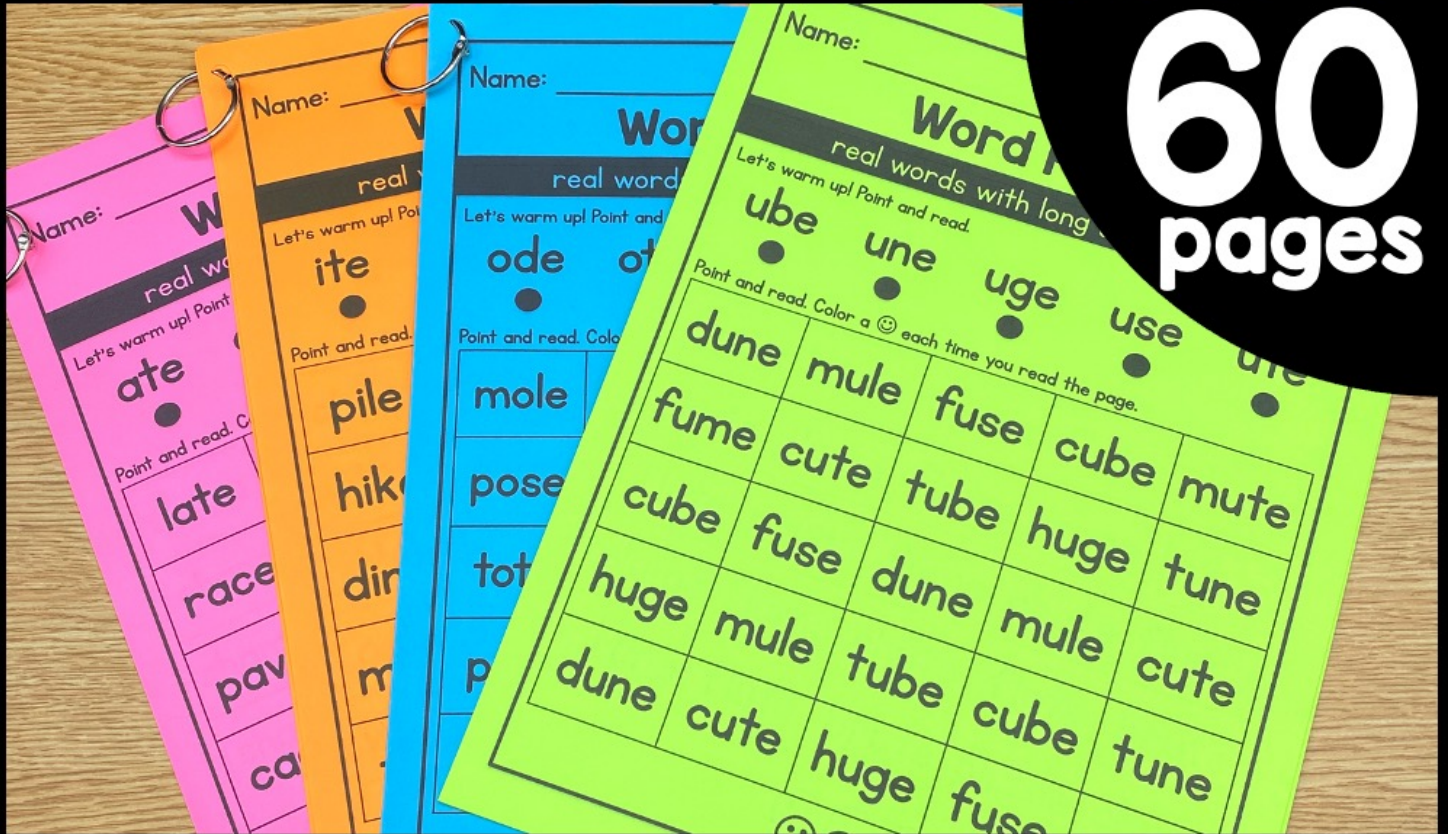 60
pages
Name:
real
Let's warm up! Point
ate
Point and read.
late
race
Name:
real
Let's warm up!
ite
Point and read.
pile
Name:
real word
Let's warm up! Point and
ode
Point and read.
mole
pose
Name:
Word
real words with long
Let's warm up! Point and read.
ube une uge use ute
Point and read. Color a ☺ each time you read the page.
dune mule fuse cube mute
fume cute tube huge tune
cube fuse dune mule cute
huge mule tube cube tune
dune cute huge fuse